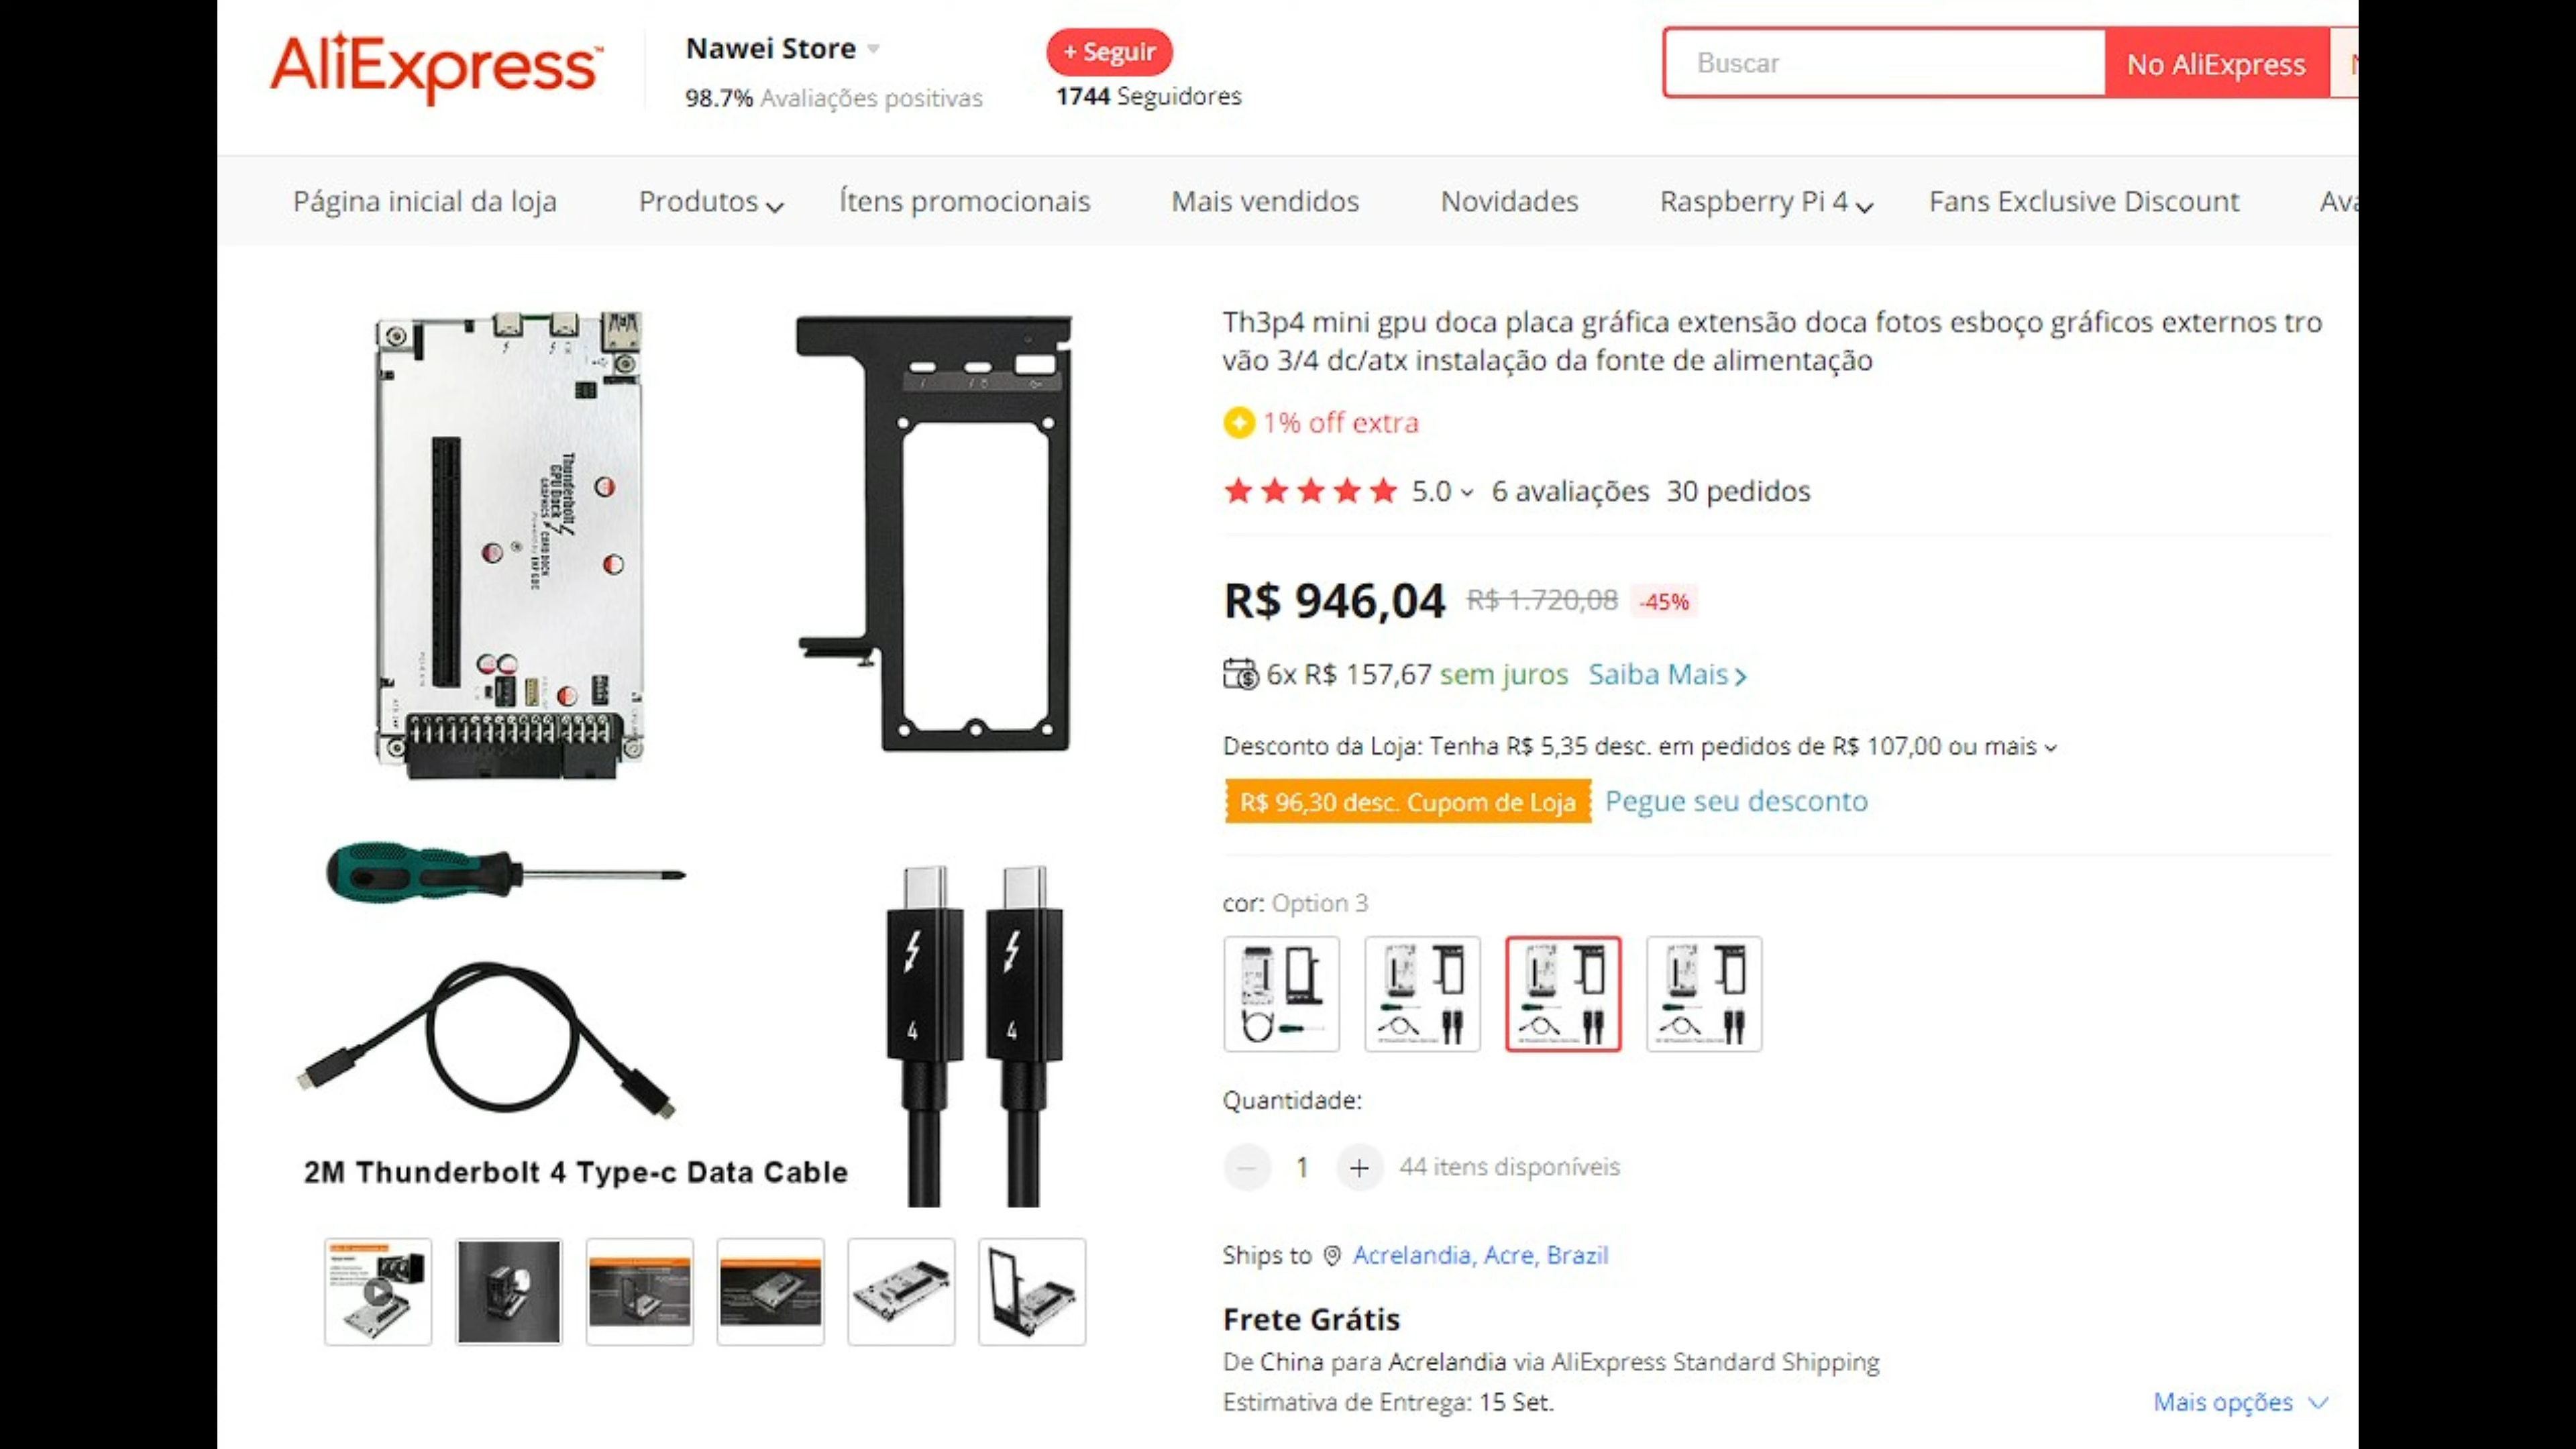 AliExpress™
Nawei Store
+ Seguir
98.7% Avaliações positivas
1744 Seguidores
Buscar
No AliExpress
Página inicial da loja
Produtos
Ítens promocionais
Mais vendidos
Novidades
Raspberry Pi 4
Fans Exclusive Discount
Th3p4 mini gpu doca placa gráfica extensão doca fotos esboço gráficos externos tro
vão 3/4 dc/atx instalação da fonte de alimentação
1% off extra
5.0 6 avaliações 30 pedidos
R$ 946,04 R$ 1.720,08 -45%
6x R$ 157,67 sem juros Saiba Mais
Desconto da Loja: Tenha R$ 5,35 desc. em pedidos de R$ 107,00 ou mais
R$ 96,30 desc. Cupom de Loja Pegue seu desconto
cor: Option 3
Quantidade:
1
44 itens disponíveis
Ships to Acrelandia, Acre, Brazil
Frete Grátis
De China para Acrelandia via AliExpress Standard Shipping
Estimativa de Entrega: 15 Set.
Mais opções
Thunderbolt
GPU Dock
GRAPHICS CARD DOCK
4
4
2M Thunderbolt 4 Type-c Data Cable